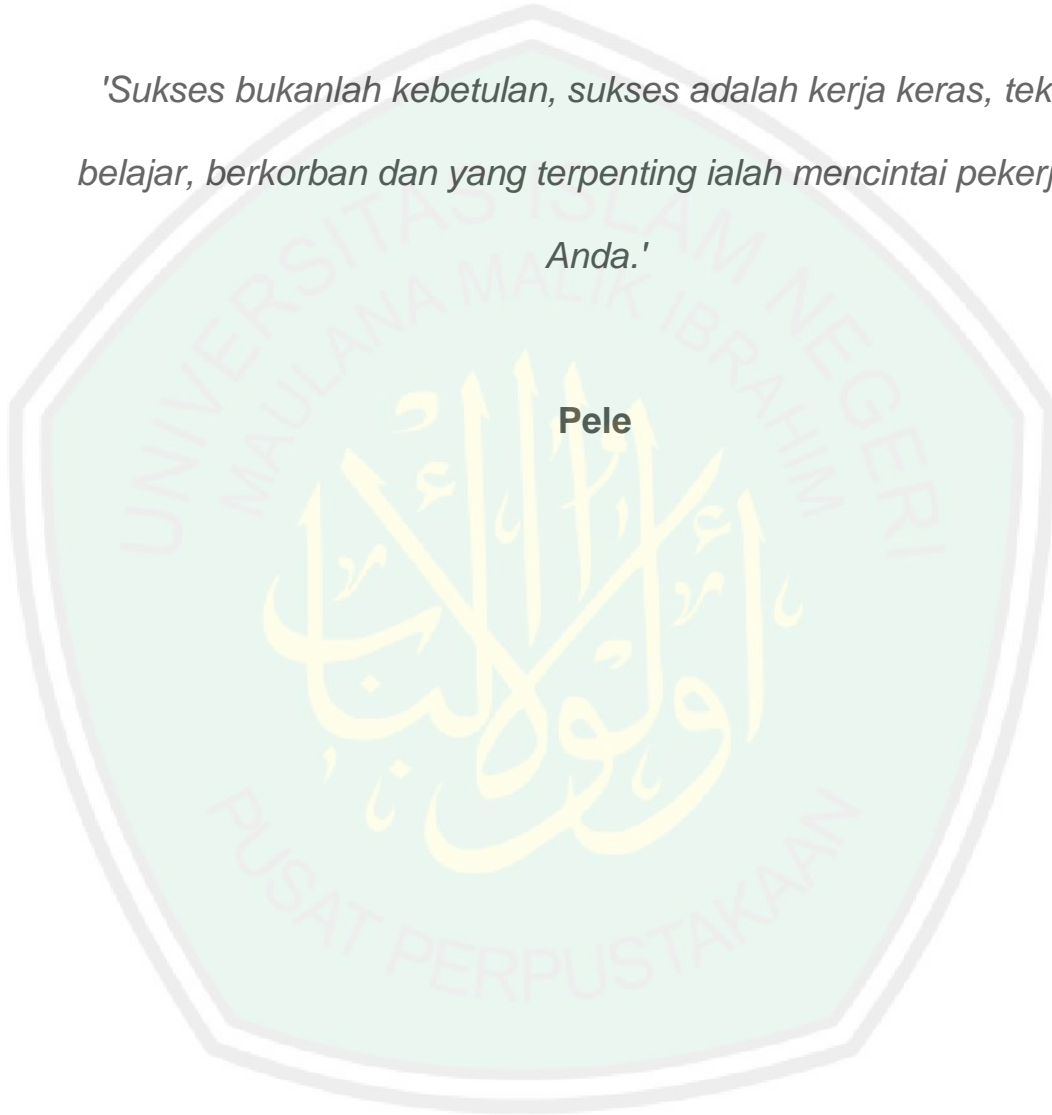 'Sukses bukanlah kebetulan, sukses adalah kerja keras,
belajar, berkorban dan yang terpenting ialah mencintai
Anda.'
Pele
UNIVERSITAS ISLAM NEGERI
MAULANA MALIK IBRAHIM
PUSAT PERPUSTAKAAN